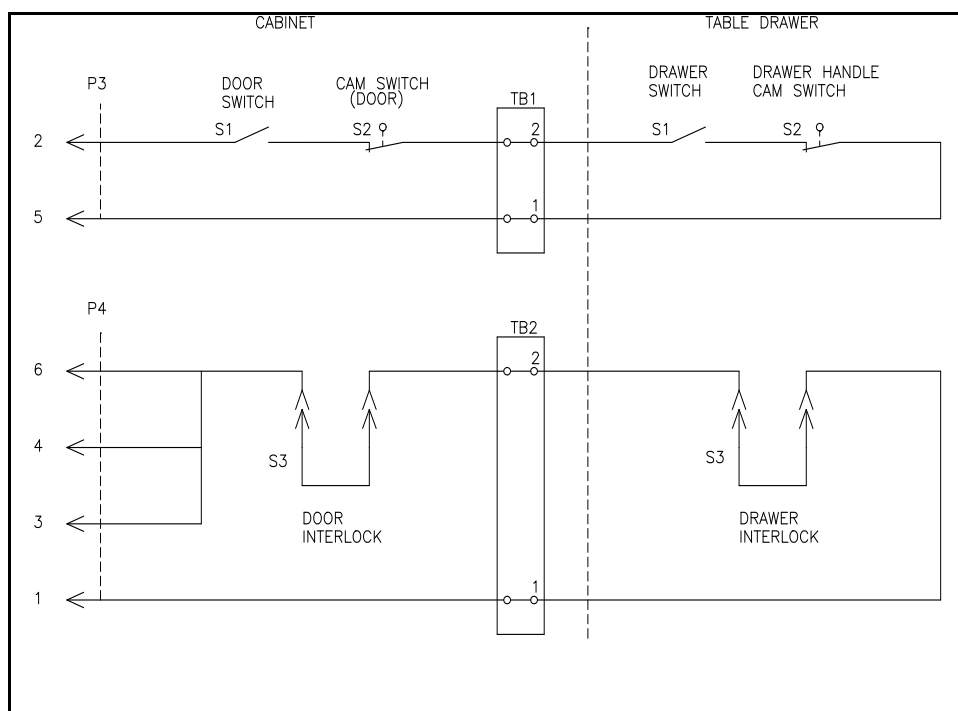 CABINET
TABLE DRAWER
P3
DOOR
SWITCH
CAM SWITCH
(DOOR)
TB1
DRAWER
SWITCH
DRAWER HANDLE
CAM SWITCH
2
S1
S2
2
S1
S2
5
1
P4
TB2
6
2
4
S3
S3
3
DOOR
INTERLOCK
DRAWER
INTERLOCK
1
1